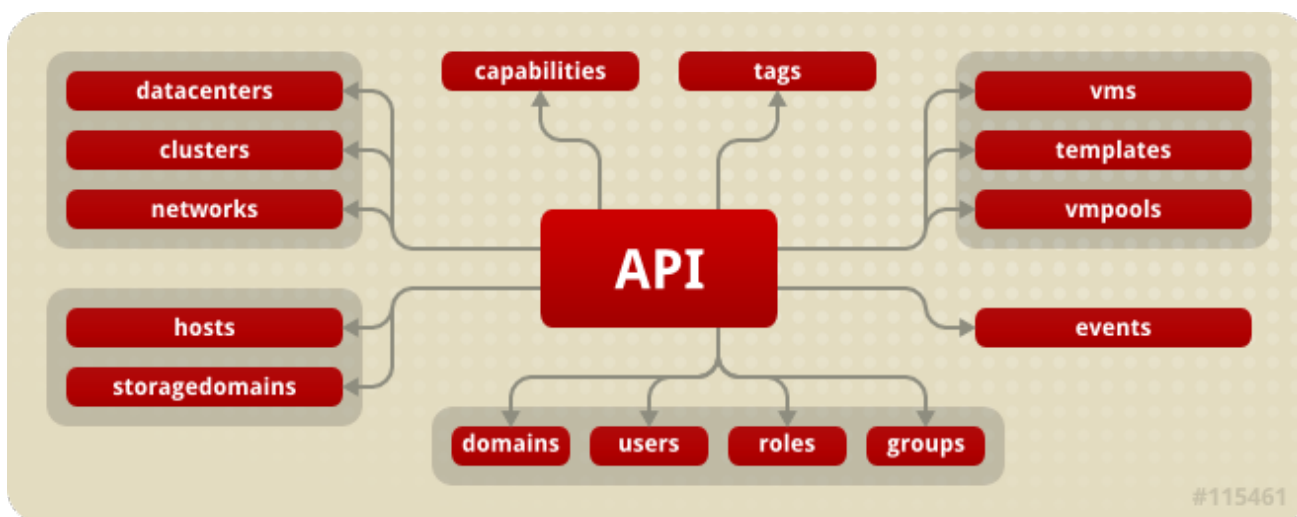 capabilities
tags
datacenters
clusters
networks
vms
templates
vmpools
API
hosts
storagedomains
events
domains
users
roles
groups
#115461